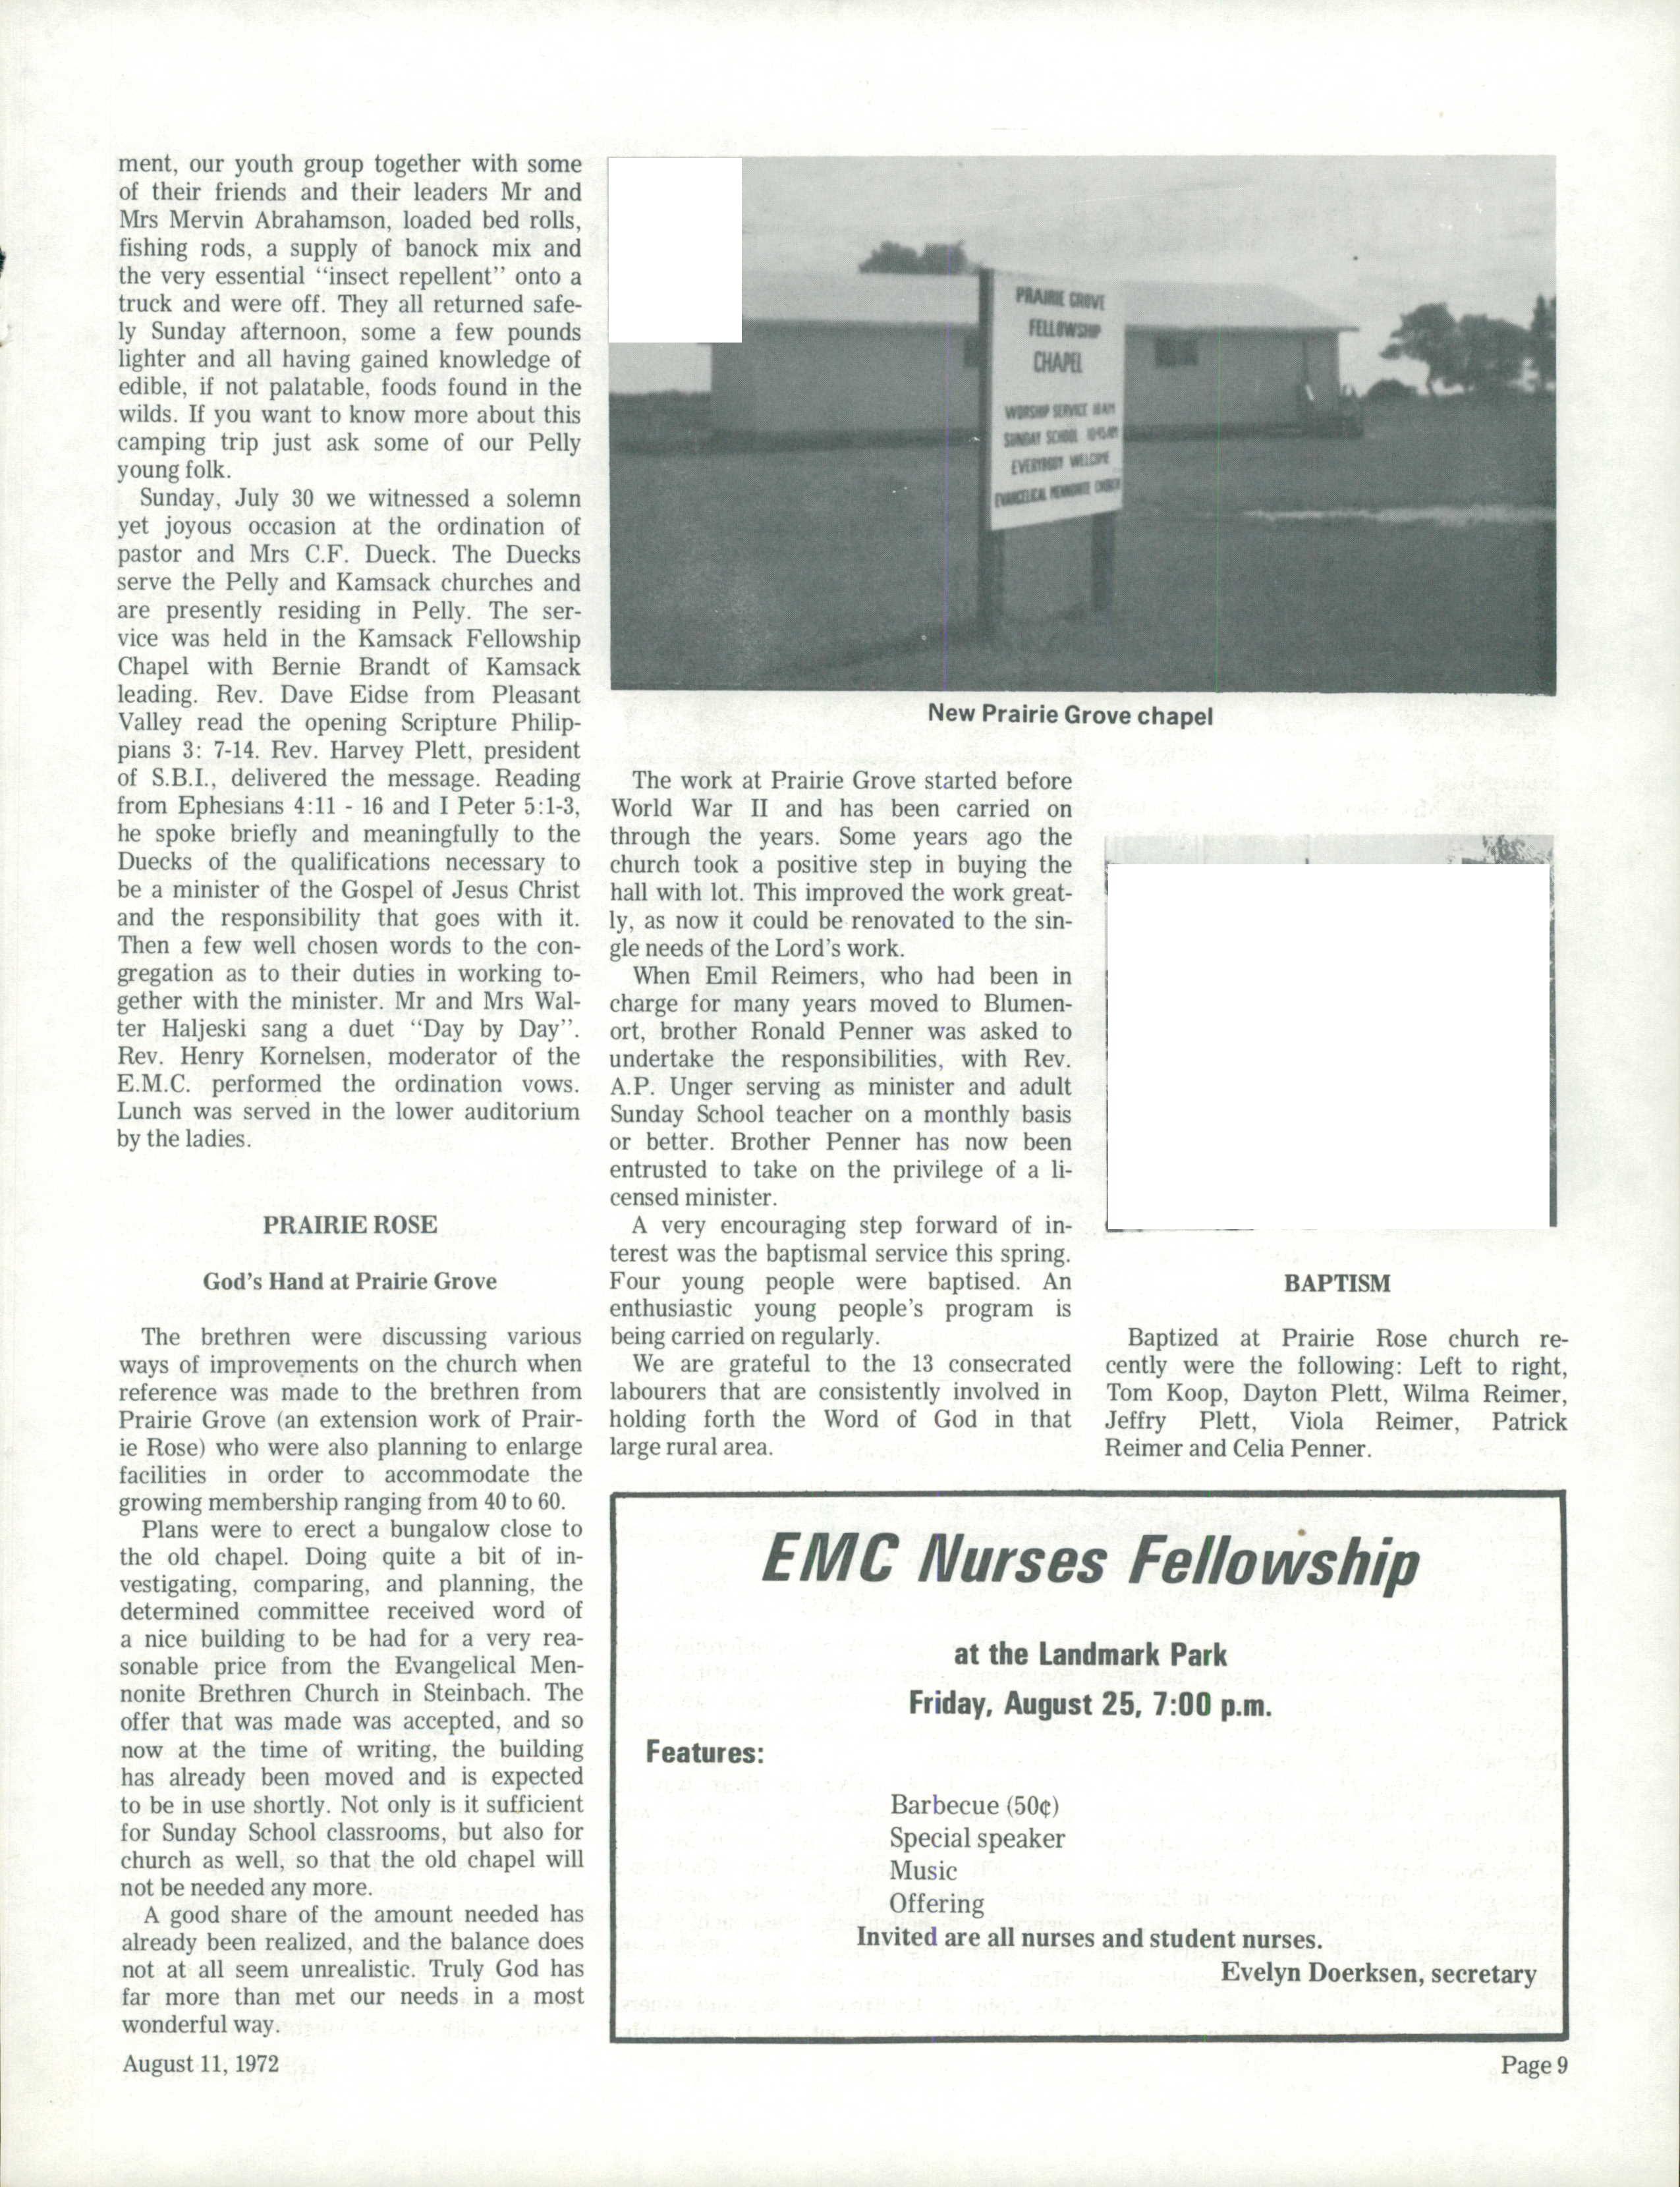 ment, our youth group together with some
of their friends and their leaders Mr and
Mrs Mervin Abrahamson, loaded bed rolls,
fishing rods, a supply of banock mix and
the very essential “insect repellent” onto a
truck and were off. They all returned safe-
ly Sunday afternoon, some a few pounds
lighter and all having gained knowledge of
edible, if not palatable, foods found in the
wilds. If you want to know more about this
camping trip just ask some of our Pelly
young folk.
Sunday, July 30 we witnessed a solemn
yet joyous occasion at the ordination of
pastor and Mrs C.F. Dueck. The Duecks
serve the Pelly and Kamsack churches and
are presently residing in Pelly. The ser-
vice was held in the Kamsack Fellowship
Chapel with Bernie Brandt of Kamsack
leading. Rev. Dave Eidse from Pleasant
Valley read the opening Scripture Philip-
pians 3: 7-14. Rev. Harvey Plett, president
of S.B.I., delivered the message. Reading
from Ephesians 4:11 - 16 and I Peter 5:1-3,
he spoke briefly and meaningfully to the
Duecks of the qualifications necessary to
be a minister of the Gospel of Jesus Christ
and the responsibility that goes with it.
Then a few well chosen words to the con-
gregation as to their duties in working to-
gether with the minister. Mr and Mrs Wal-
ter Haljeski sang a duet “Day by Day”.
Rev. Henry Kornelsen, moderator of the
E.M.C. performed the ordination vows.
Lunch was served in the lower auditorium
by the ladies.
PRAIRIE ROSE
God's Hand at Prairie Grove
The brethren were discussing various
ways of improvements on the church when
reference was made to the brethren from
Prairie Grove (an extension work of Prair-
ie Rose) who were also planning to enlarge
facilities in order to accommodate the
growing membership ranging from 40 to 60.
Plans were to erect a bungalow close to
the old chapel. Doing quite a bit of in-
vestigating, comparing, and planning, the
determined committee received word of
a nice building to be had for a very rea-
sonable price from the Evangelical Men-
nonite Brethren Church in Steinbach. The
offer that was made was accepted, and so
now at the time of writing, the building
has already been moved and is expected
to be in use shortly. Not only is it sufficient
for Sunday School classrooms, but also for
church as well, so that the old chapel will
not be needed any more.
A good share of the amount needed has
already been realized, and the balance does
not at all seem unrealistic. Truly God has
far more than met our needs in a most
wonderful way.
PRAIRIE GROVE
FELLOWSHIP
CHAPEL
WORSHIP SERVICE 10 AM
SUNDAY SCHOOL 10:45 AM
EVERYBODY WELCOME
EVANGELICAL MENNONITE CHURCH
New Prairie Grove chapel
The work at Prairie Grove started before
World War II and has been carried on
through the years. Some years ago the
church took a positive step in buying the
hall with lot. This improved the work great-
ly, as now it could be renovated to the sin-
gle needs of the Lord's work.
When Emil Reimers, who had been in
charge for many years moved to Blumen-
ort, brother Ronald Penner was asked to
undertake the responsibilities, with Rev.
A.P. Unger serving as minister and adult
Sunday School teacher on a monthly basis
or better. Brother Penner has now been
entrusted to take on the privilege of a li-
censed minister.
A very encouraging step forward of in-
terest was the baptismal service this spring.
Four young people were baptised. An
enthusiastic young people's program is
being carried on regularly.
We are grateful to the 13 consecrated
labourers that are consistently involved in
holding forth the Word of God in that
large rural area.
BAPTISM
Baptized at Prairie Rose church re-
cently were the following: Left to right,
Tom Koop, Dayton Plett, Wilma Reimer,
Jeffry Plett, Viola Reimer, Patrick
Reimer and Celia Penner.
EMC Nurses Fellowship
at the Landmark Park
Friday, August 25, 7:00 p.m.
Features:
Barbecue (50¢)
Special speaker
Music
Offering
Invited are all nurses and student nurses.
Evelyn Doerksen, secretary
August 11, 1972
Page 9